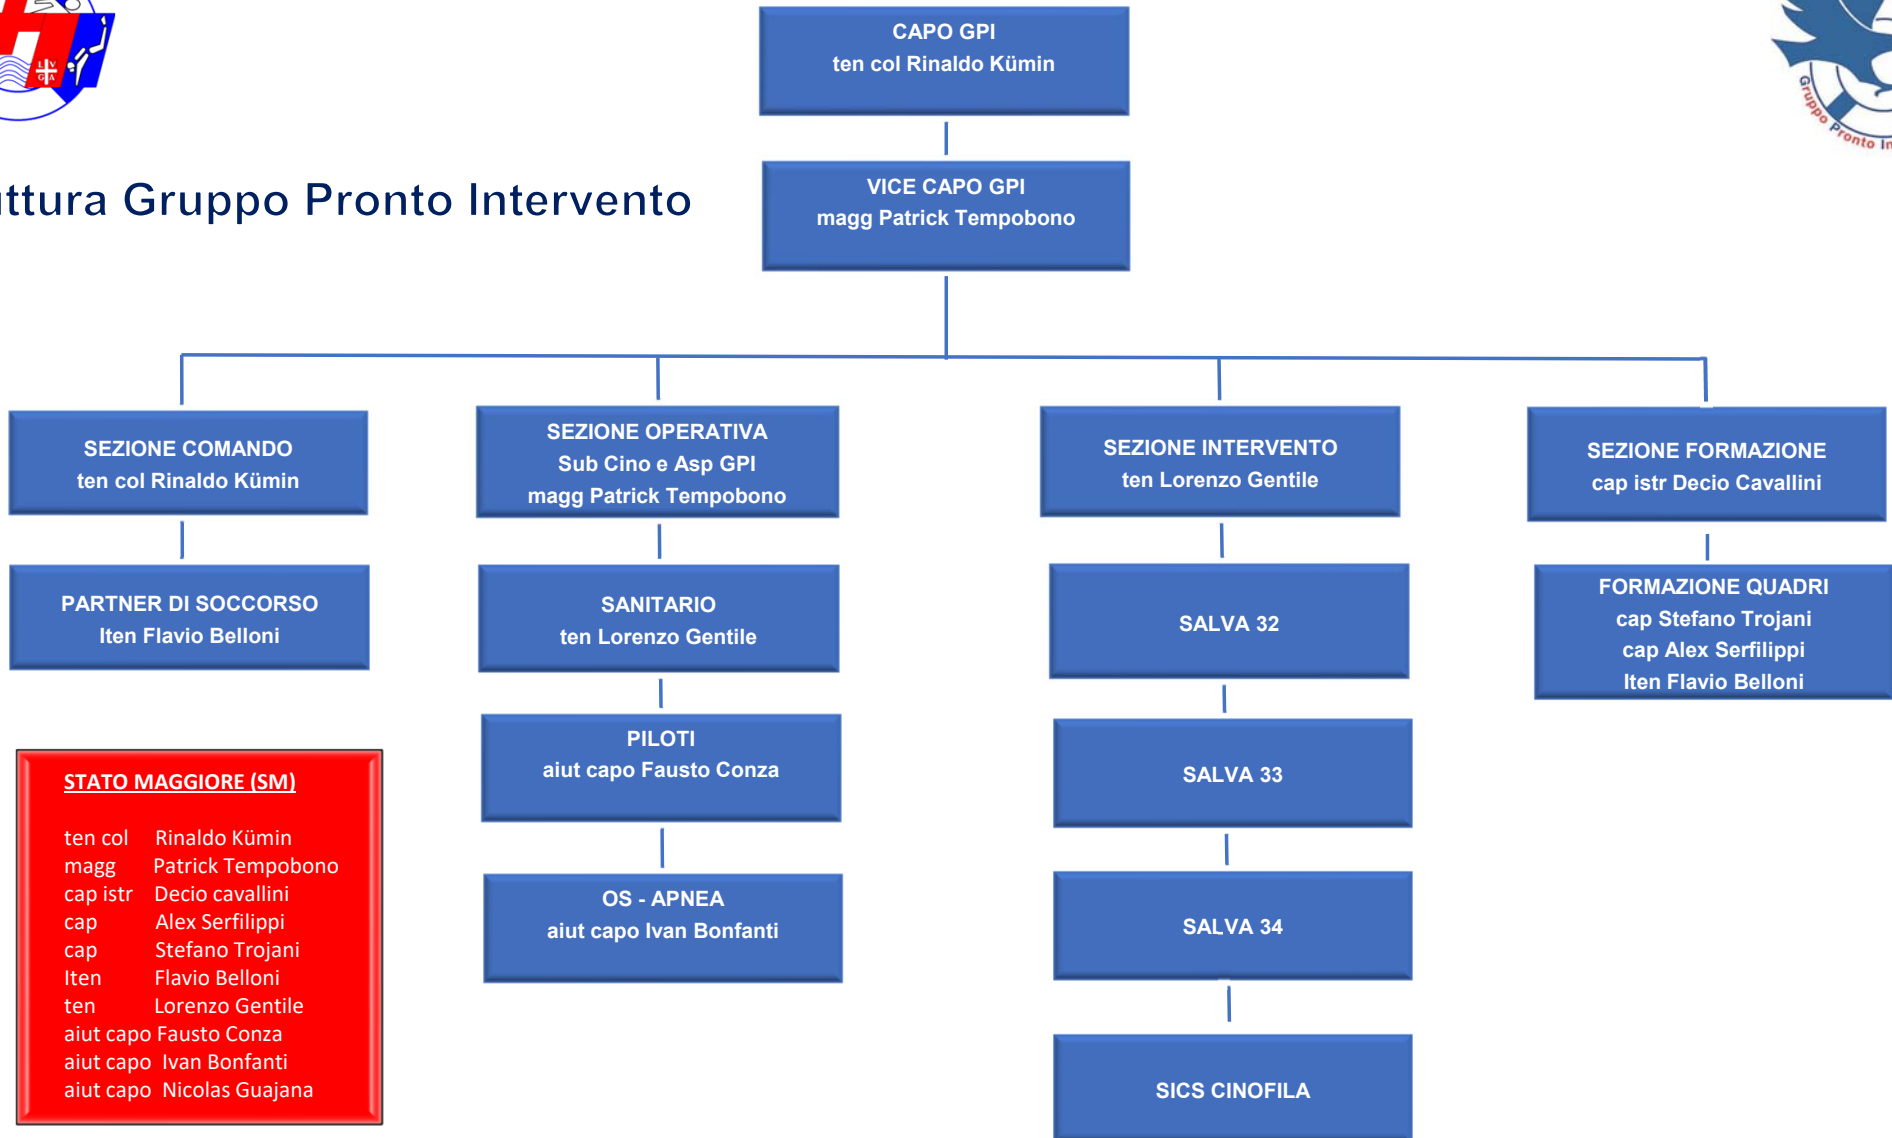 CAPO GPI
ten col Rinaldo Kümin
L V
G A
Gruppo Pronto In
uttura Gruppo Pronto Intervento
VICE CAPO GPI
magg Patrick Tempobono
SEZIONE COMANDO
ten col Rinaldo Kümin
PARTNER DI SOCCORSO
Iten Flavio Belloni
SEZIONE OPERATIVA
Sub Cino e Asp GPI
magg Patrick Tempobono
SANITARIO
ten Lorenzo Gentile
PILOTI
aiut capo Fausto Conza
OS - APNEA
aiut capo Ivan Bonfanti
SEZIONE INTERVENTO
ten Lorenzo Gentile
SALVA 32
SALVA 33
SALVA 34
SICS CINOFILA
SEZIONE FORMAZIONE
cap istr Decio Cavallini
FORMAZIONE QUADRI
cap Stefano Trojani
cap Alex Serfilippi
Iten Flavio Belloni
STATO MAGGIORE (SM)
ten col Rinaldo Kümin
magg Patrick Tempobono
cap istr Decio cavallini
cap Alex Serfilippi
cap Stefano Trojani
Iten Flavio Belloni
ten Lorenzo Gentile
aiut capo Fausto Conza
aiut capo Ivan Bonfanti
aiut capo Nicolas Guajana